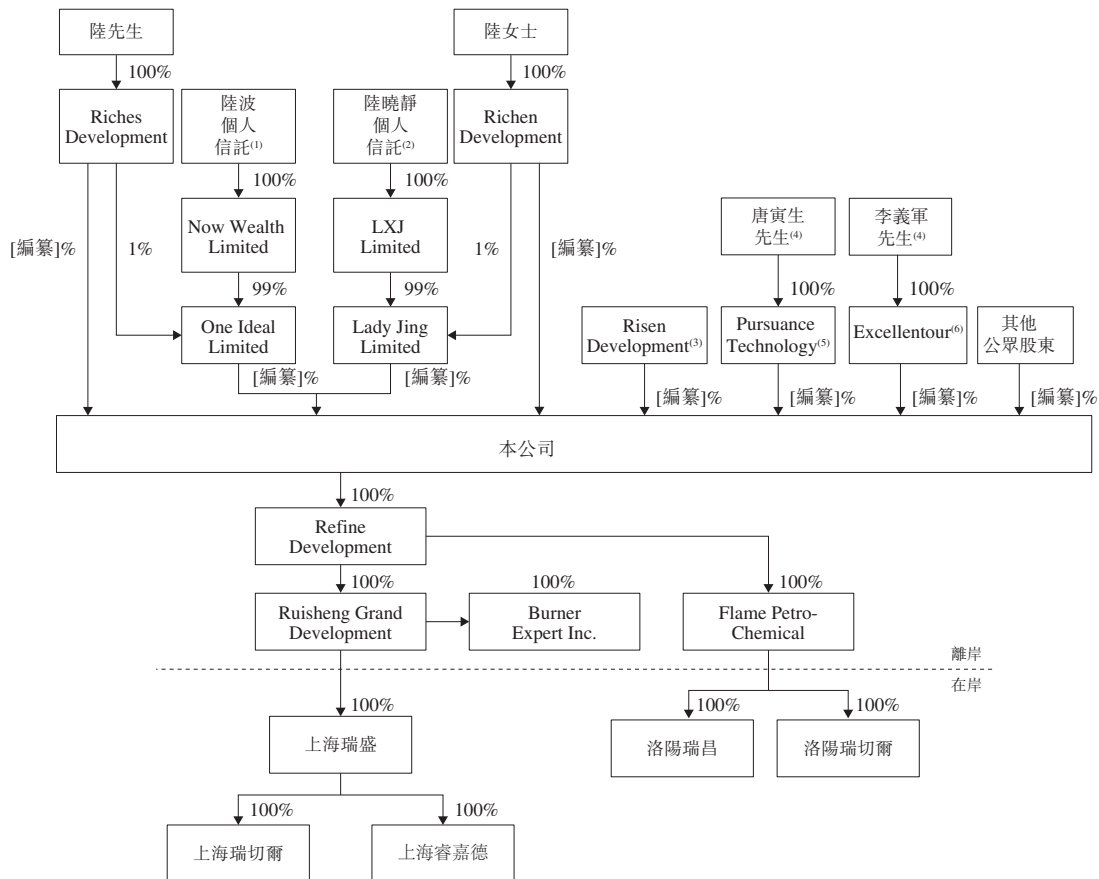 陸先生
陸女士
100%
100%
Riches
Development
陸波
個人
信託(1)
陸曉靜
個人
信託(2)
Richen
Development
100%
100%
唐寅生
先生(4)
李義軍
先生(4)
[編纂]%
1%
Now Wealth
Limited
LXJ
Limited
1%
[編纂]%
99%
99%
100%
100%
One Ideal
Limited
Lady Jing
Limited
Risen
Development(3)
Pursuance
Technology(5)
Excellentour(6)
其他
公眾股東
[編纂]%
[編纂]%
[編纂]%
[編纂]%
[編纂]%
[編纂]%
本公司
100%
Refine
Development
100%
100%
100%
Ruisheng Grand
Development
Burner
Expert Inc.
Flame Petro-
Chemical
離岸
在岸
100%
100%
100%
上海瑞盛
洛陽瑞昌
洛陽瑞切爾
100%
100%
上海瑞切爾
上海睿嘉德